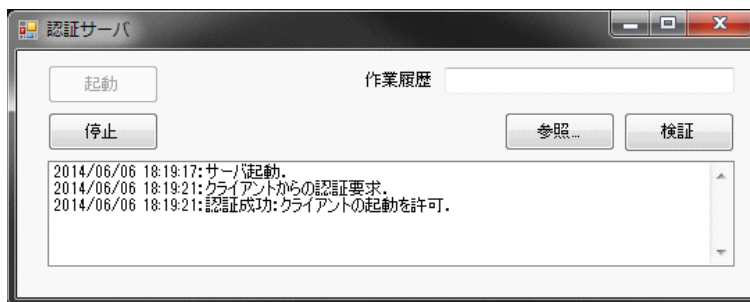 認証サーバ
起動
作業履歴
停止
参照...
検証
2014/06/06 18:19:17:サーバ起動.
2014/06/06 18:19:21:クライアントからの認証要求.
2014/06/06 18:19:21:認証成功:クライアントの起動を許可.